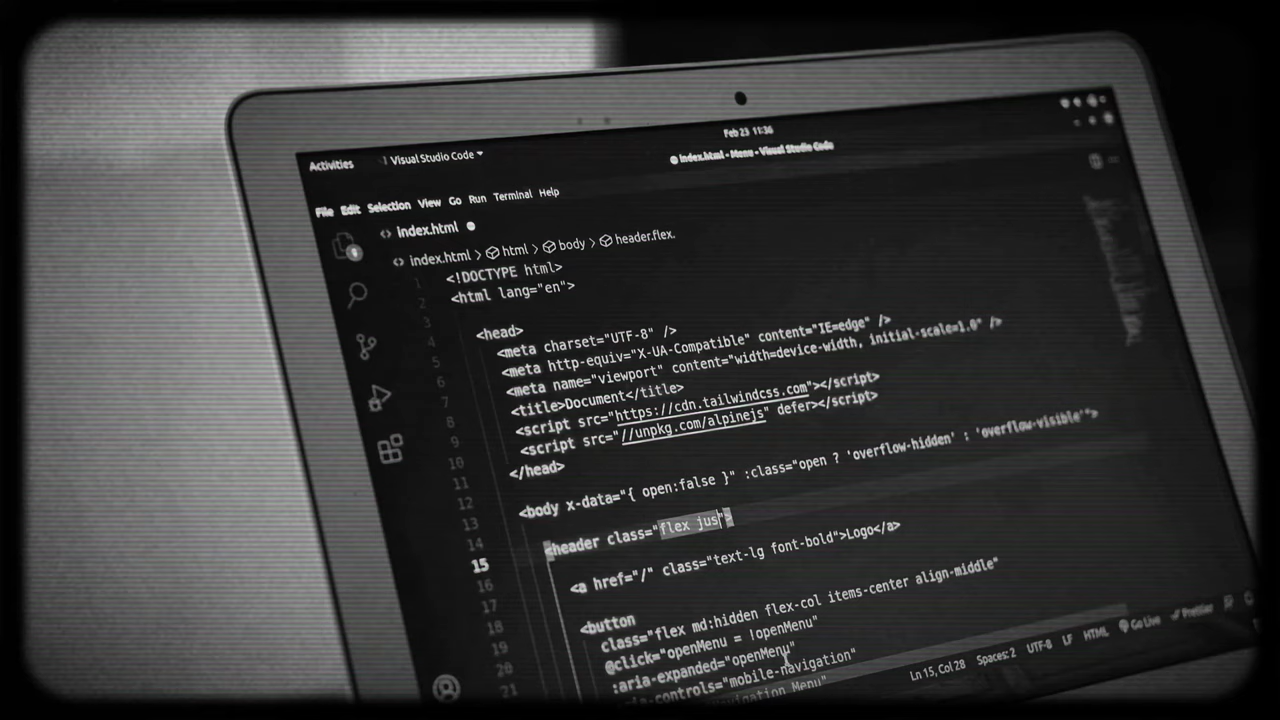 Feb 23 11:36
Activities
Visual Studio Code
index.html - Menu - Visual Studio Code
File Edit Selection View Go Run Terminal Help
index.html
index.html > html > body > header.flex.
1 <!DOCTYPE html>
2 <html lang="en">
3
4 <head>
5 <meta charset="UTF-8" />
6 <meta http-equiv="X-UA-Compatible" content="IE=edge" />
7 <meta name="viewport" content="width=device-width, initial-scale=1.0" />
8 <title>Document</title>
9 <script src="https://cdn.tailwindcss.com"></script>
10 <script src="//unpkg.com/alpinejs" defer></script>
11 </head>
12
13 <body x-data="{ open:false }" :class="open ? 'overflow-hidden' : 'overflow-visible'">
14
15 <header class="flex jus">
16
17 <a href="/" class="text-lg font-bold">Logo</a>
18
19 <button
20 class="flex md:hidden flex-col items-center align-middle"
21 @click="openMenu = !openMenu"
:aria-expanded="openMenu"
aria-controls="mobile-navigation"
Navigation Menu"
Ln 15, Col 28 Spaces: 2 UTF-8 LF HTML Go Live Prettier